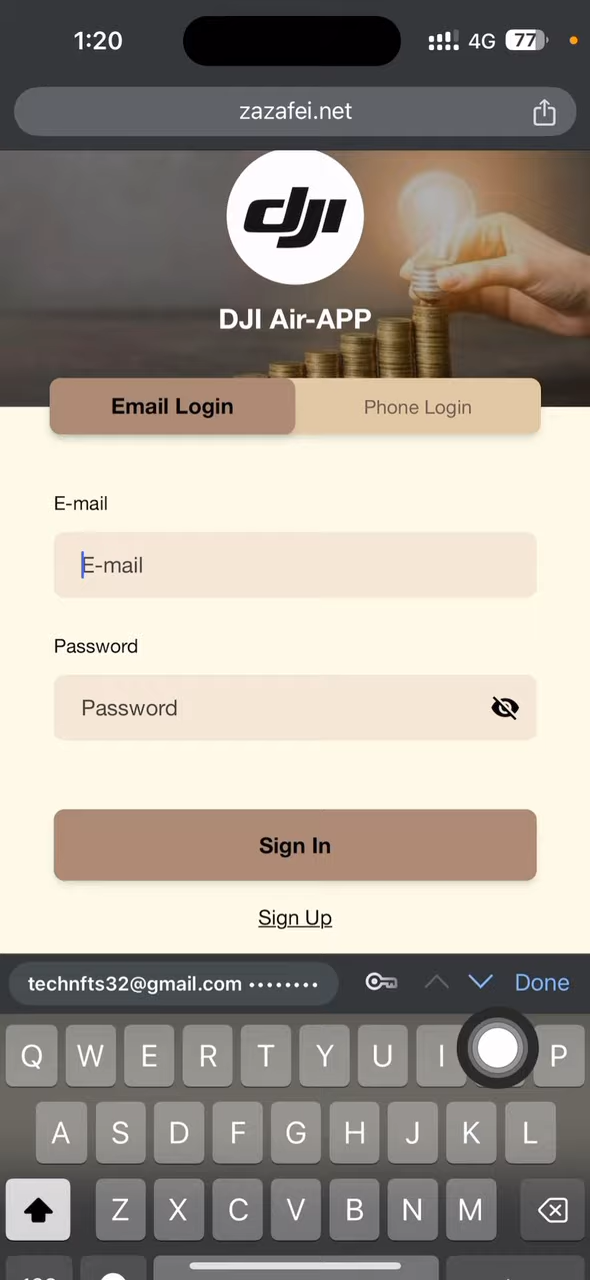 1:20
4G
77
zazafei.net
dji
DJI Air-APP
Email Login
Phone Login
E-mail
E-mail
Password
Password
Sign In
Sign Up
technfts32@gmail.com ••••••••
Done
Q W E R T Y U I P
A S D F G H J K L
Z X C V B N M